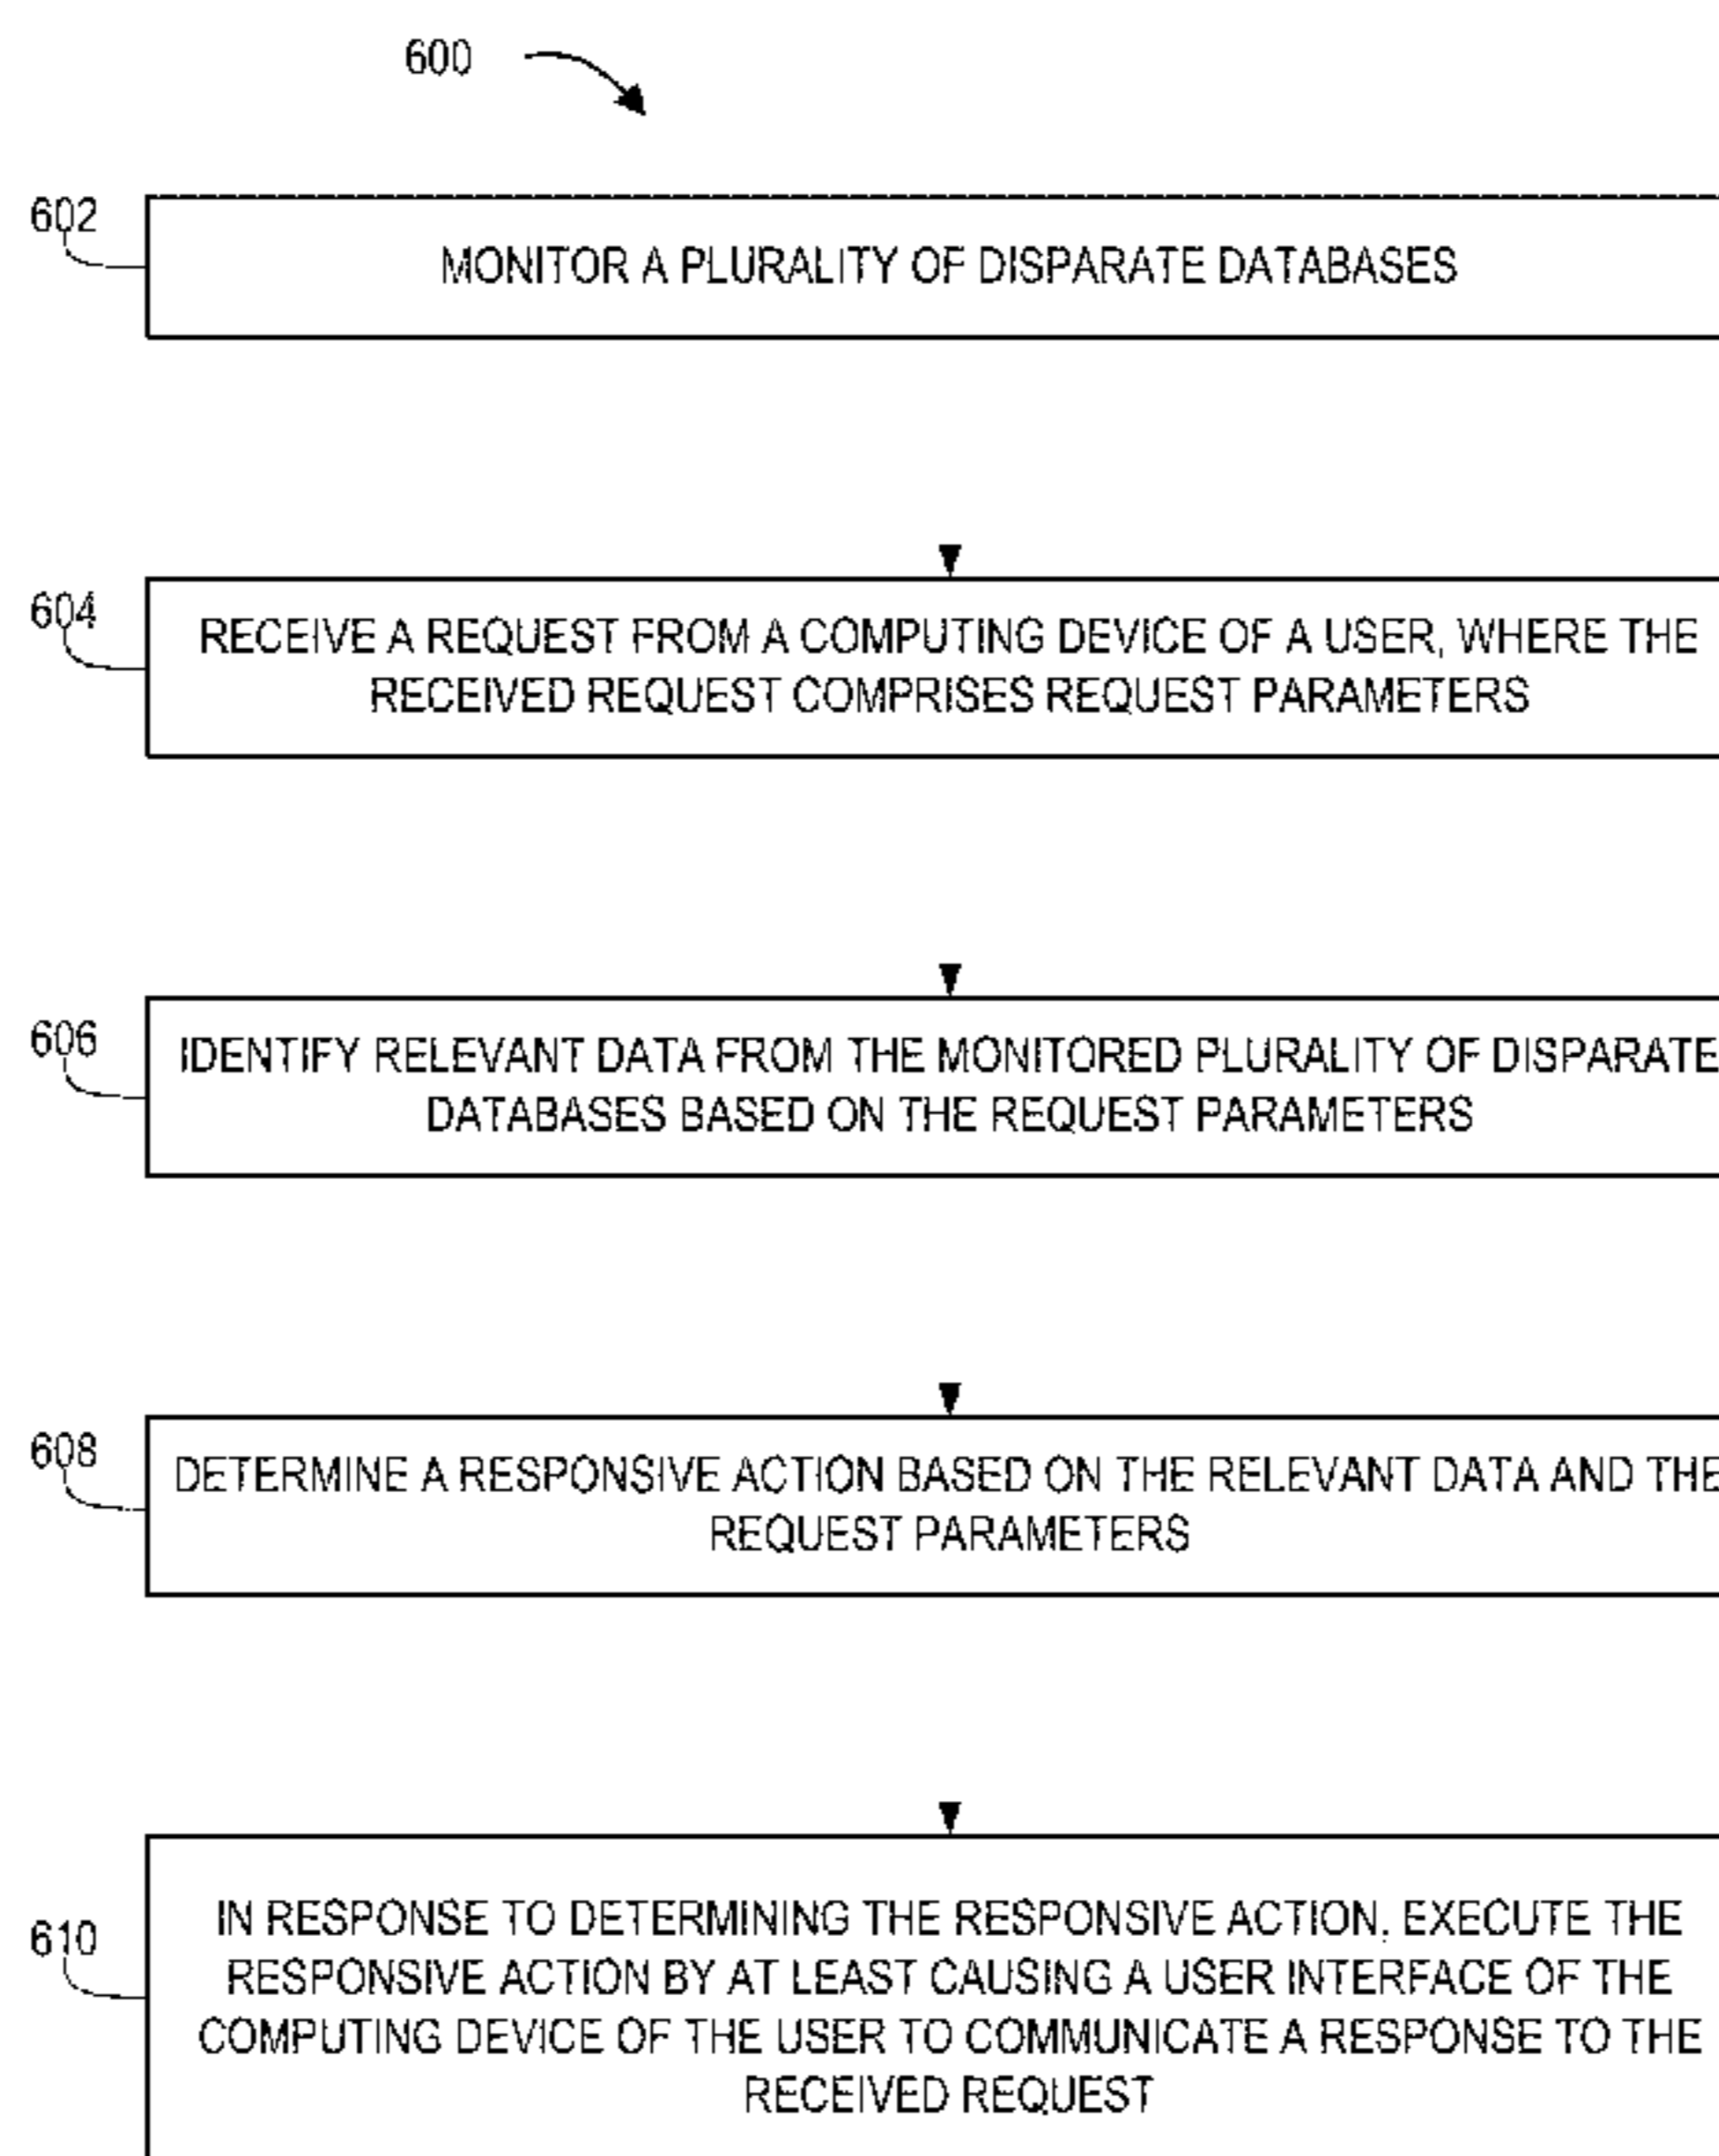 600
602
MONITOR A PLURALITY OF DISPARATE DATABASES
604
RECEIVE A REQUEST FROM A COMPUTING DEVICE OF A USER, WHERE THE
RECEIVED REQUEST COMPRISES REQUEST PARAMETERS
606
IDENTIFY RELEVANT DATA FROM THE MONITORED PLURALITY OF DISPARATE
DATABASES BASED ON THE REQUEST PARAMETERS
608
DETERMINE A RESPONSIVE ACTION BASED ON THE RELEVANT DATA AND THE
REQUEST PARAMETERS
610
IN RESPONSE TO DETERMINING THE RESPONSIVE ACTION, EXECUTE THE
RESPONSIVE ACTION BY AT LEAST CAUSING A USER INTERFACE OF THE
COMPUTING DEVICE OF THE USER TO COMMUNICATE A RESPONSE TO THE
RECEIVED REQUEST